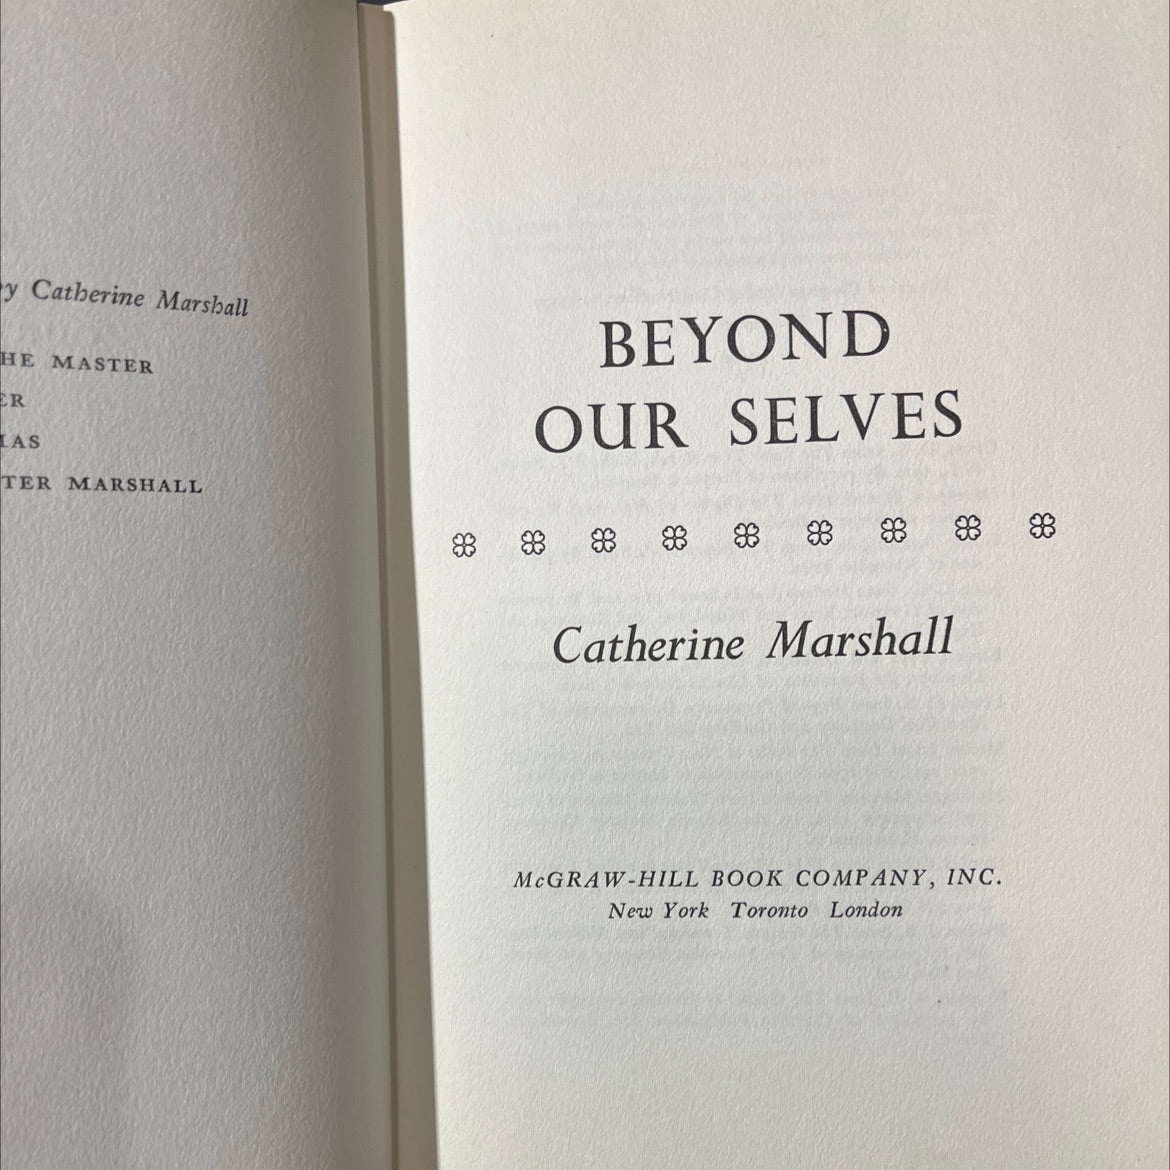 y Catherine Marshall
HE MASTER
ER
MAS
TER MARSHALL
BEYOND
OUR SELVES
Catherine Marshall
McGRAW-HILL BOOK COMPANY, INC.
New York Toronto London